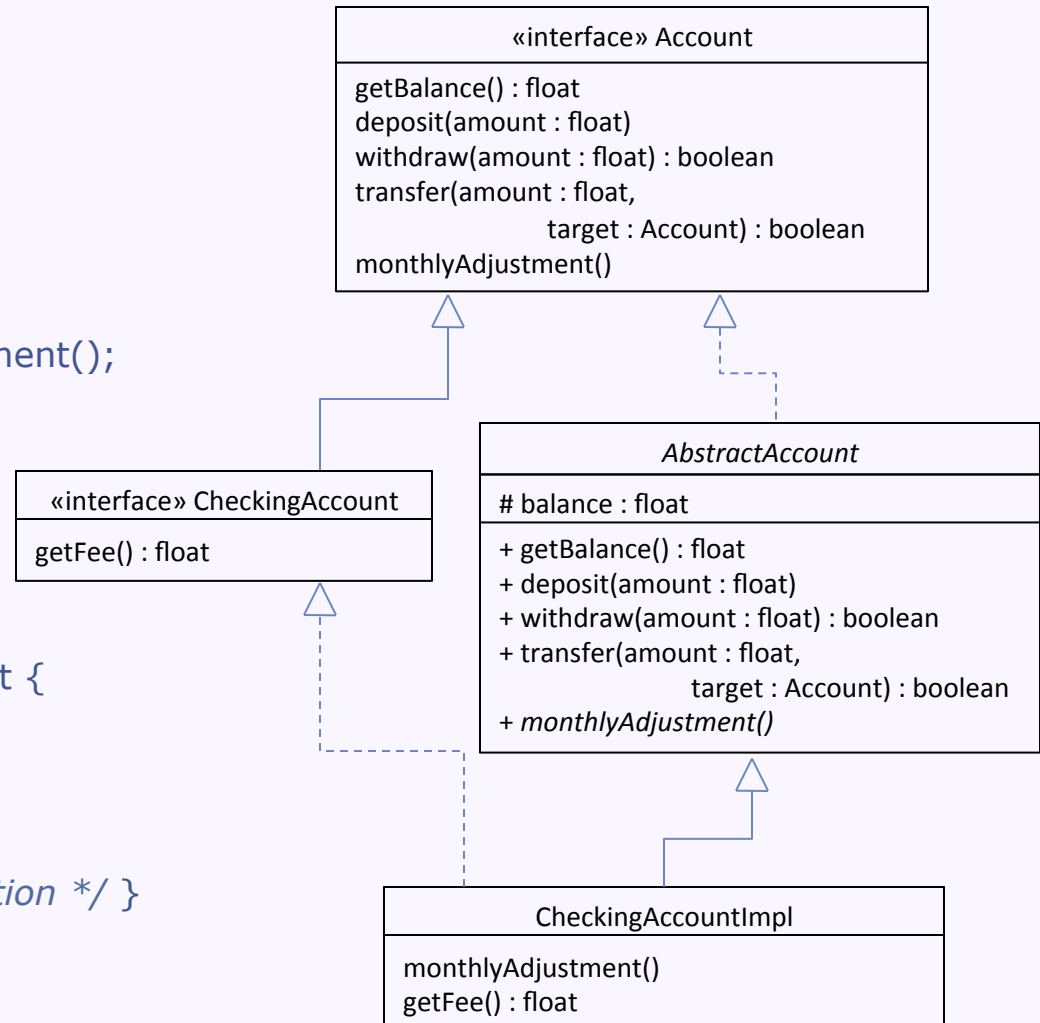 «interface» Account
getBalance() : float
deposit(amount : float)
withdraw(amount : float) : boolean
transfer(amount : float,
target : Account) : boolean
monthlyAdjustment()
ment();
«interface» CheckingAccount
getFee() : float
AbstractAccount
# balance : float
+ getBalance() : float
+ deposit(amount : float)
+ withdraw(amount : float) : boolean
+ transfer(amount : float,
target : Account) : boolean
+ monthlyAdjustment()
t {
tion */ }
CheckingAccountImpl
monthlyAdjustment()
getFee() : float